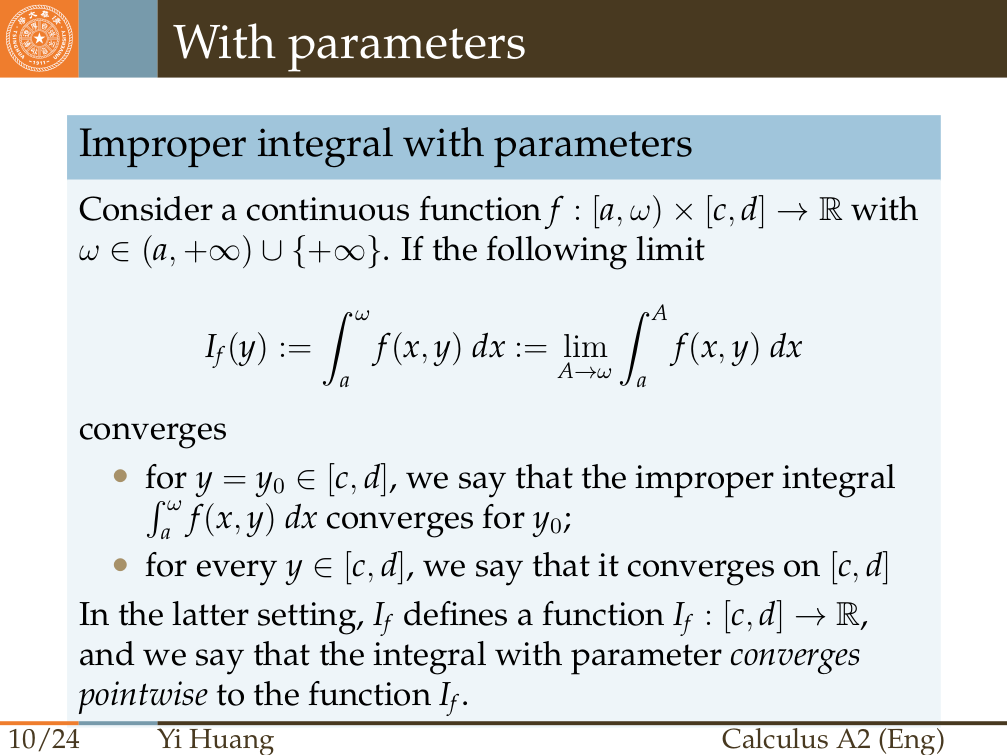 With parameters
Improper integral with parameters
Consider a continuous function f : [a, ω) × [c, d] → ℝ with
ω ∈ (a, +∞) ∪ {+∞}. If the following limit
I_f(y) := ∫_a^ω f(x, y) dx := lim_{A→ω} ∫_a^A f(x, y) dx
converges
• for y = y₀ ∈ [c, d], we say that the improper integral
∫_a^ω f(x, y) dx converges for y₀;
• for every y ∈ [c, d], we say that it converges on [c, d]
In the latter setting, I_f defines a function I_f : [c, d] → ℝ,
and we say that the integral with parameter converges
pointwise to the function I_f.
10/24 Yi Huang Calculus A2 (Eng)